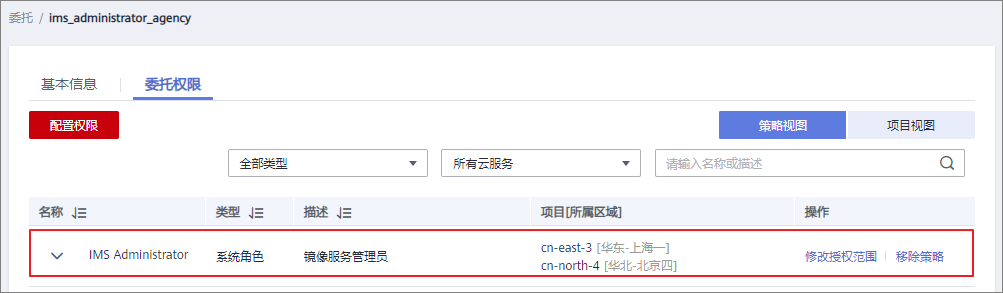 委托 / ims_administrator_agency
基本信息 委托权限
配置权限 策略视图 项目视图
全部类型 所有云服务 请输入名称或描述
名称 类型 描述 项目[所属区域] 操作
IMS Administrator 系统角色 镜像服务管理员 cn-east-3 [华东-上海一] 修改授权范围 移除策略
cn-north-4 [华北-北京四]